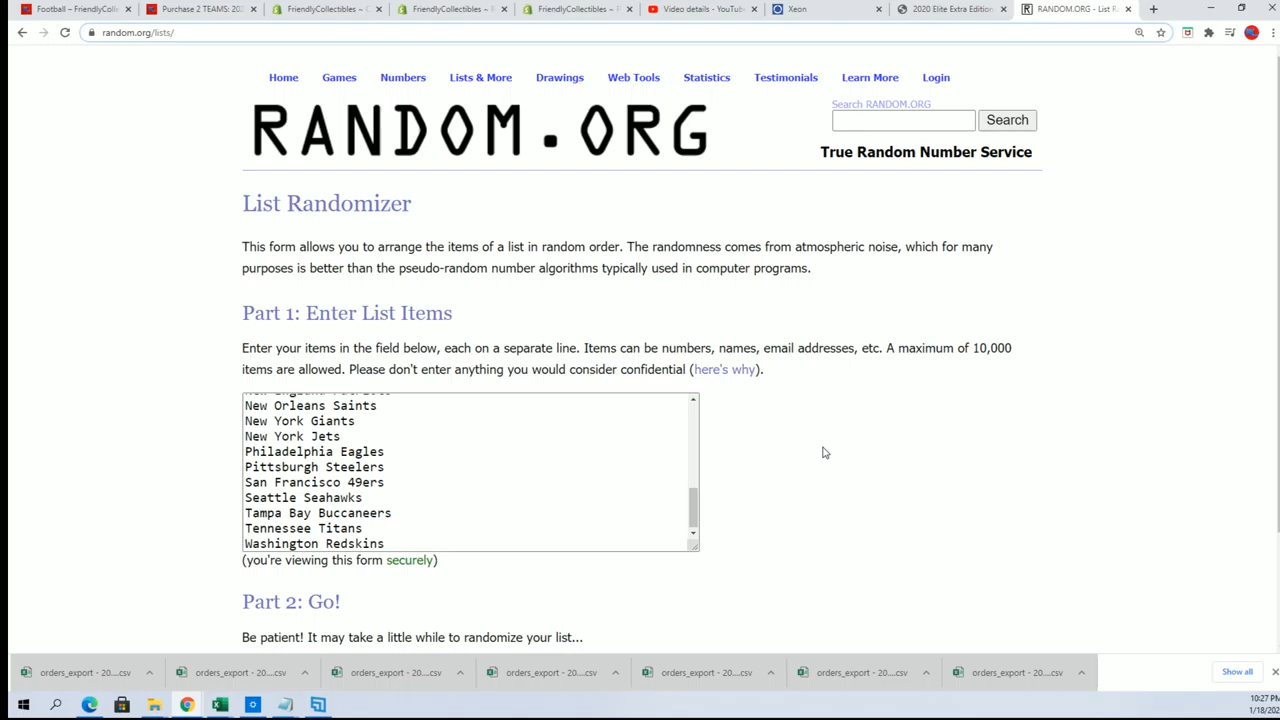 Football – FriendlyColle
Purchase 2 TEAMS: 202
FriendlyCollectibles – C
FriendlyCollectibles – P
FriendlyCollectibles – P
Video details - YouTube
Xeon
2020 Elite Extra Edition
RANDOM.ORG - List R
random.org/lists/
Home Games Numbers Lists & More Drawings Web Tools Statistics Testimonials Learn More Login
RANDOM.ORG
Search RANDOM.ORG
Search
True Random Number Service
List Randomizer
This form allows you to arrange the items of a list in random order. The randomness comes from atmospheric noise, which for many
purposes is better than the pseudo-random number algorithms typically used in computer programs.
Part 1: Enter List Items
Enter your items in the field below, each on a separate line. Items can be numbers, names, email addresses, etc. A maximum of 10,000
items are allowed. Please don't enter anything you would consider confidential (here's why).
New England Patriots
New Orleans Saints
New York Giants
New York Jets
Philadelphia Eagles
Pittsburgh Steelers
San Francisco 49ers
Seattle Seahawks
Tampa Bay Buccaneers
Tennessee Titans
Washington Redskins
(you're viewing this form securely)
Part 2: Go!
Be patient! It may take a little while to randomize your list...
orders_export - 20....csv orders_export - 20....csv orders_export - 20....csv orders_export - 20....csv orders_export - 20....csv orders_export - 20....csv orders_export - 20....csv Show all
10:27 PM
1/18/202